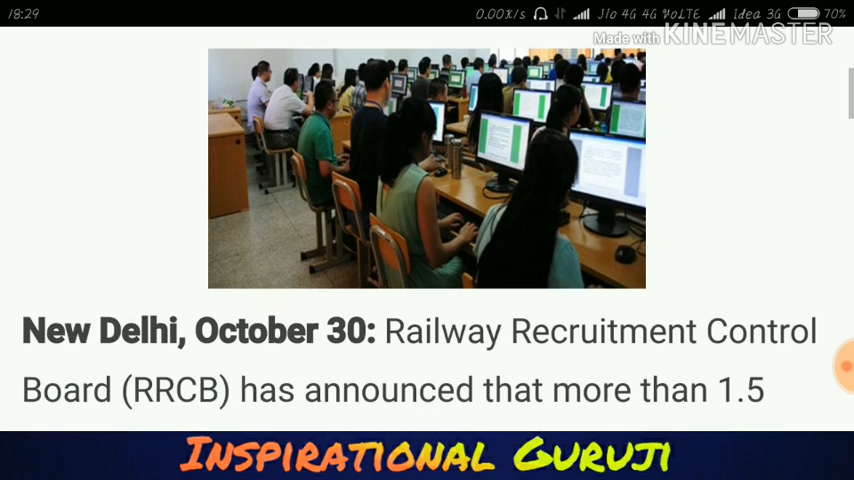 18:29 0.00K/s Jio 4G 4G VoLTE Idea 3G 70%
Made with KINEMASTER
New Delhi, October 30: Railway Recruitment Control
Board (RRCB) has announced that more than 1.5
INSPIRATIONAL GURUJI